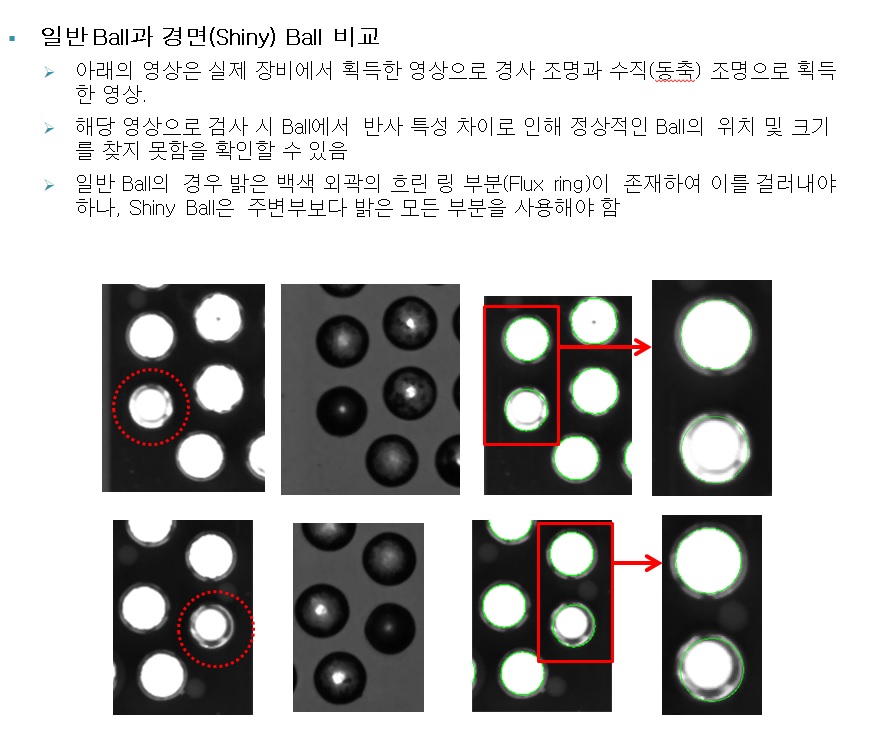 일반 Ball과 경면(Shiny) Ball 비교
아래의 영상은 실제 장비에서 획득한 영상으로 경사 조명과 수직(동축) 조명으로 획득
한 영상.
해당 영상으로 검사 시 Ball에서 반사 특성 차이로 인해 정상적인 Ball의 위치 및 크기
를 찾지 못함을 확인할 수 있음
일반 Ball의 경우 밝은 백색 외곽의 흐린 링 부분(Flux ring)이 존재하여 이를 걸러내야
하나, Shiny Ball은 주변부보다 밝은 모든 부분을 사용해야 함